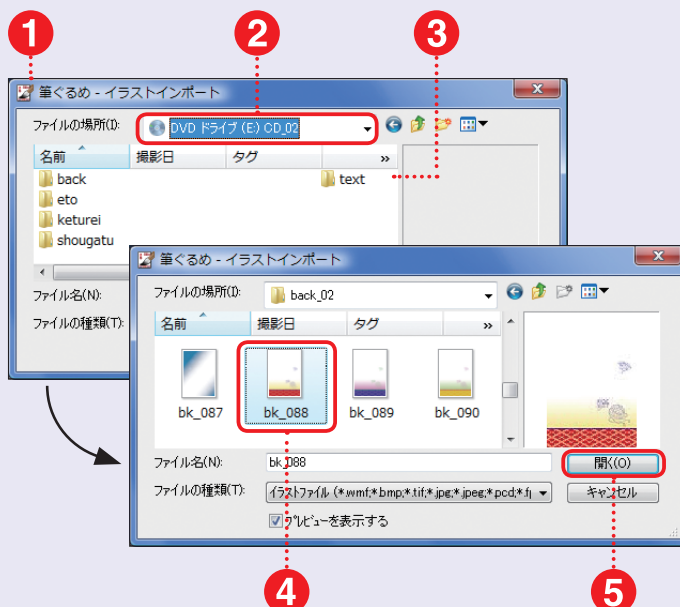 1 2 3
筆ぐるめ - イラストインポート
ファイルの場所(I): DVD ドライブ (E:) CD_02
名前 撮影日 タグ »
back text
eto
keturei
shougatu
ファイル名(N):
ファイルの種類(T):
筆ぐるめ - イラストインポート
ファイルの場所(I): back_02
名前 撮影日 タグ »
bk_087 bk_088 bk_089 bk_090
ファイル名(N): bk_088 開く(O)
ファイルの種類(T): イラストファイル (*.wmf;*.bmp;*.tif;*.jpg;*.jpeg;*.pcd;*.f キャンセル
プレビューを表示する
4 5